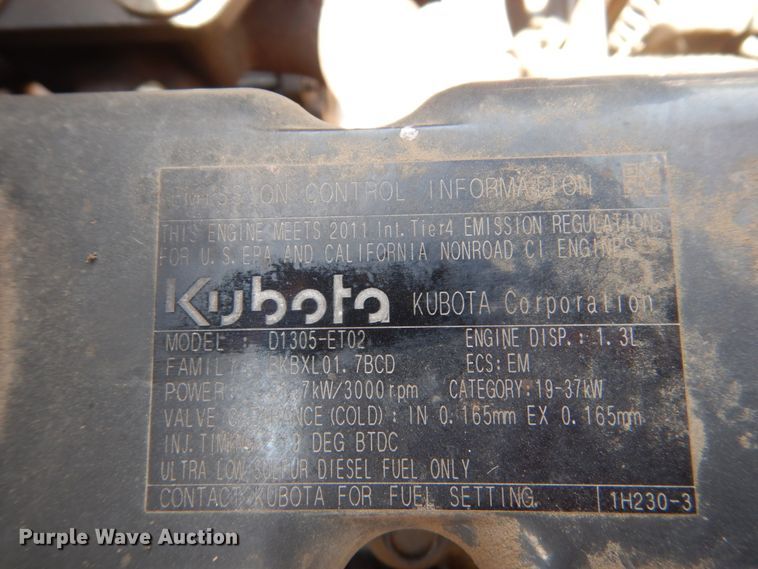 EMISSION CONTROL INFORMATION
THIS ENGINE MEETS 2011 Int. Tier4 EMISSION REGULATIONS
FOR U.S. EPA AND CALIFORNIA NONROAD CI ENGINES
Kubota KUBOTA Corporation
MODEL : D1305-ET02 ENGINE DISP.: 1.3L
FAMILY: BKBXL01.7BCD ECS:EM
POWER: 7kW/3000rpm CATEGORY:19-37kW
VALVE CLEARANCE(COLD): IN 0.165mm EX 0.165mm
INJ.TIMING DEG BTDC
ULTRA LOW SULFUR DIESEL FUEL ONLY
CONTACT KUBOTA FOR FUEL SETTING. 1H230-3
Purple Wave Auction